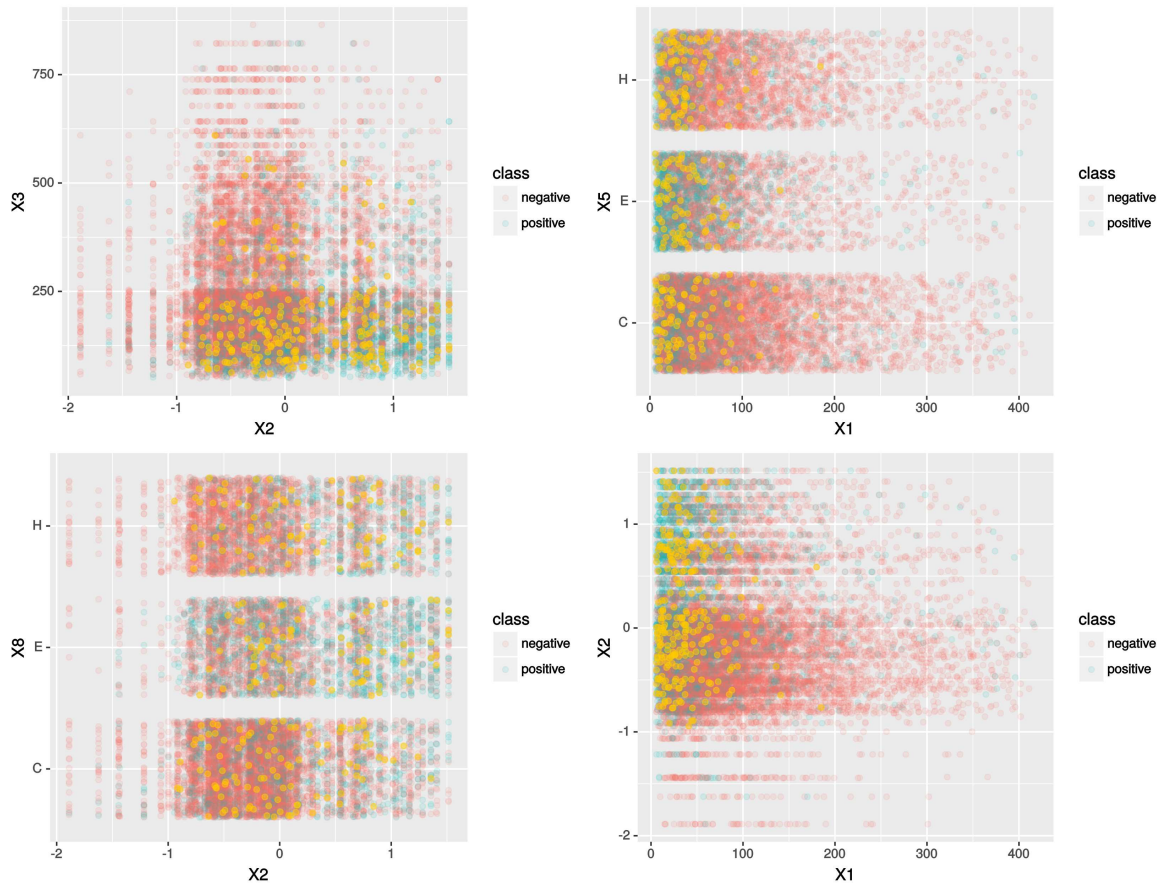 X3
750
500
250
-2
-1
0
1
X2
class
negative
positive
X5
H
E
C
0
100
200
300
400
X1
class
negative
positive
X8
H
E
C
-2
-1
0
1
X2
class
negative
positive
X2
1
0
-1
-2
0
100
200
300
400
X1
class
negative
positive